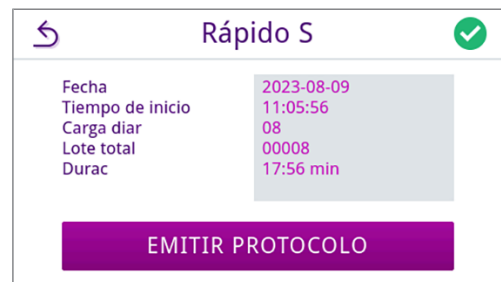 Rápido S
Fecha 2023-08-09
Tiempo de inicio 11:05:56
Carga diar 08
Lote total 00008
Durac 17:56 min
EMITIR PROTOCOLO